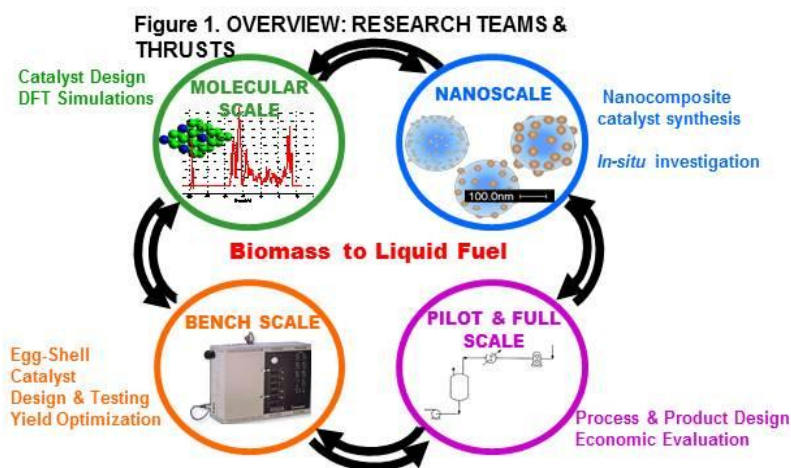 Figure 1. OVERVIEW: RESEARCH TEAMS &
THRUSTS
Catalyst Design
DFT Simulations
MOLECULAR
SCALE
NANOSCALE
100.0nm
Nanocomposite
catalyst synthesis
In-situ investigation
Biomass to Liquid Fuel
BENCH SCALE
Egg-Shell
Catalyst
Design & Testing
Yield Optimization
PILOT & FULL
SCALE
Process & Product Design
Economic Evaluation